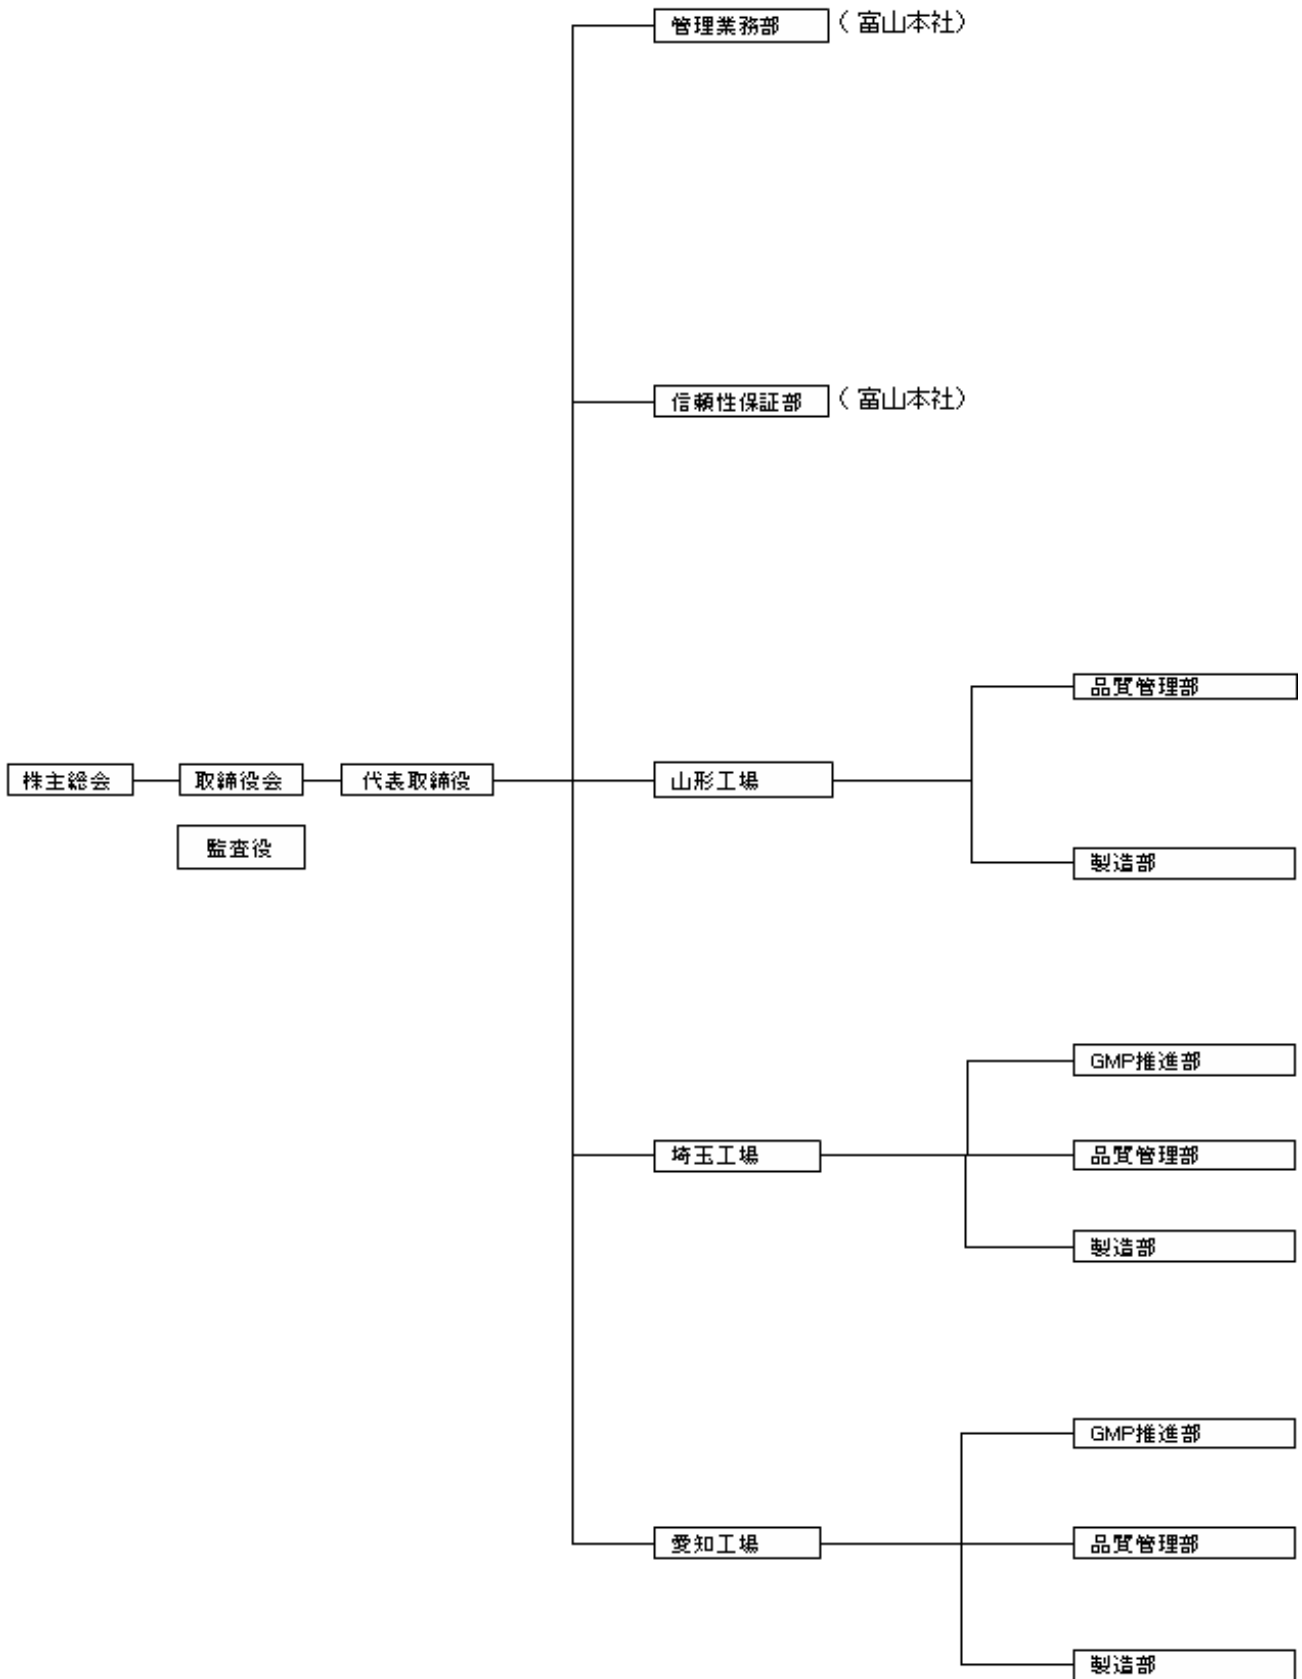 管理業務部 (富山本社)
信頼性保証部 (富山本社)
品質管理部
株主総会 取締役会 代表取締役 山形工場
監査役
製造部
GMP推進部
埼玉工場 品質管理部
製造部
GMP推進部
愛知工場 品質管理部
製造部